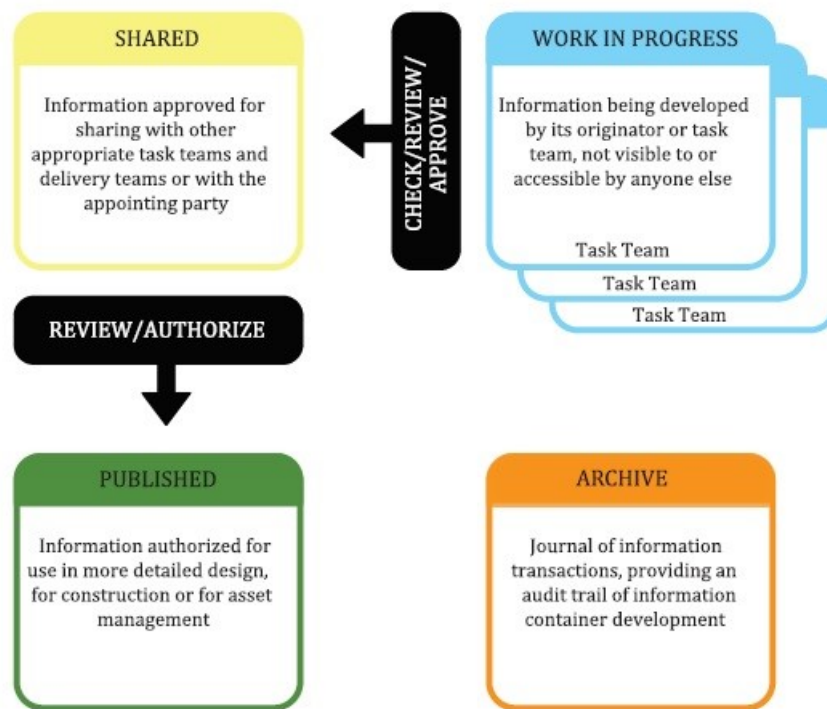 SHARED
Information approved for
sharing with other
appropriate task teams and
delivery teams or with the
appointing party
CHECK/REVIEW/
APPROVE
WORK IN PROGRESS
Information being developed
by its originator or task
team, not visible to or
accessible by anyone else
Task Team
Task Team
Task Team
REVIEW/AUTHORIZE
PUBLISHED
Information authorized for
use in more detailed design,
for construction or for asset
management
ARCHIVE
Journal of information
transactions, providing an
audit trail of information
container development